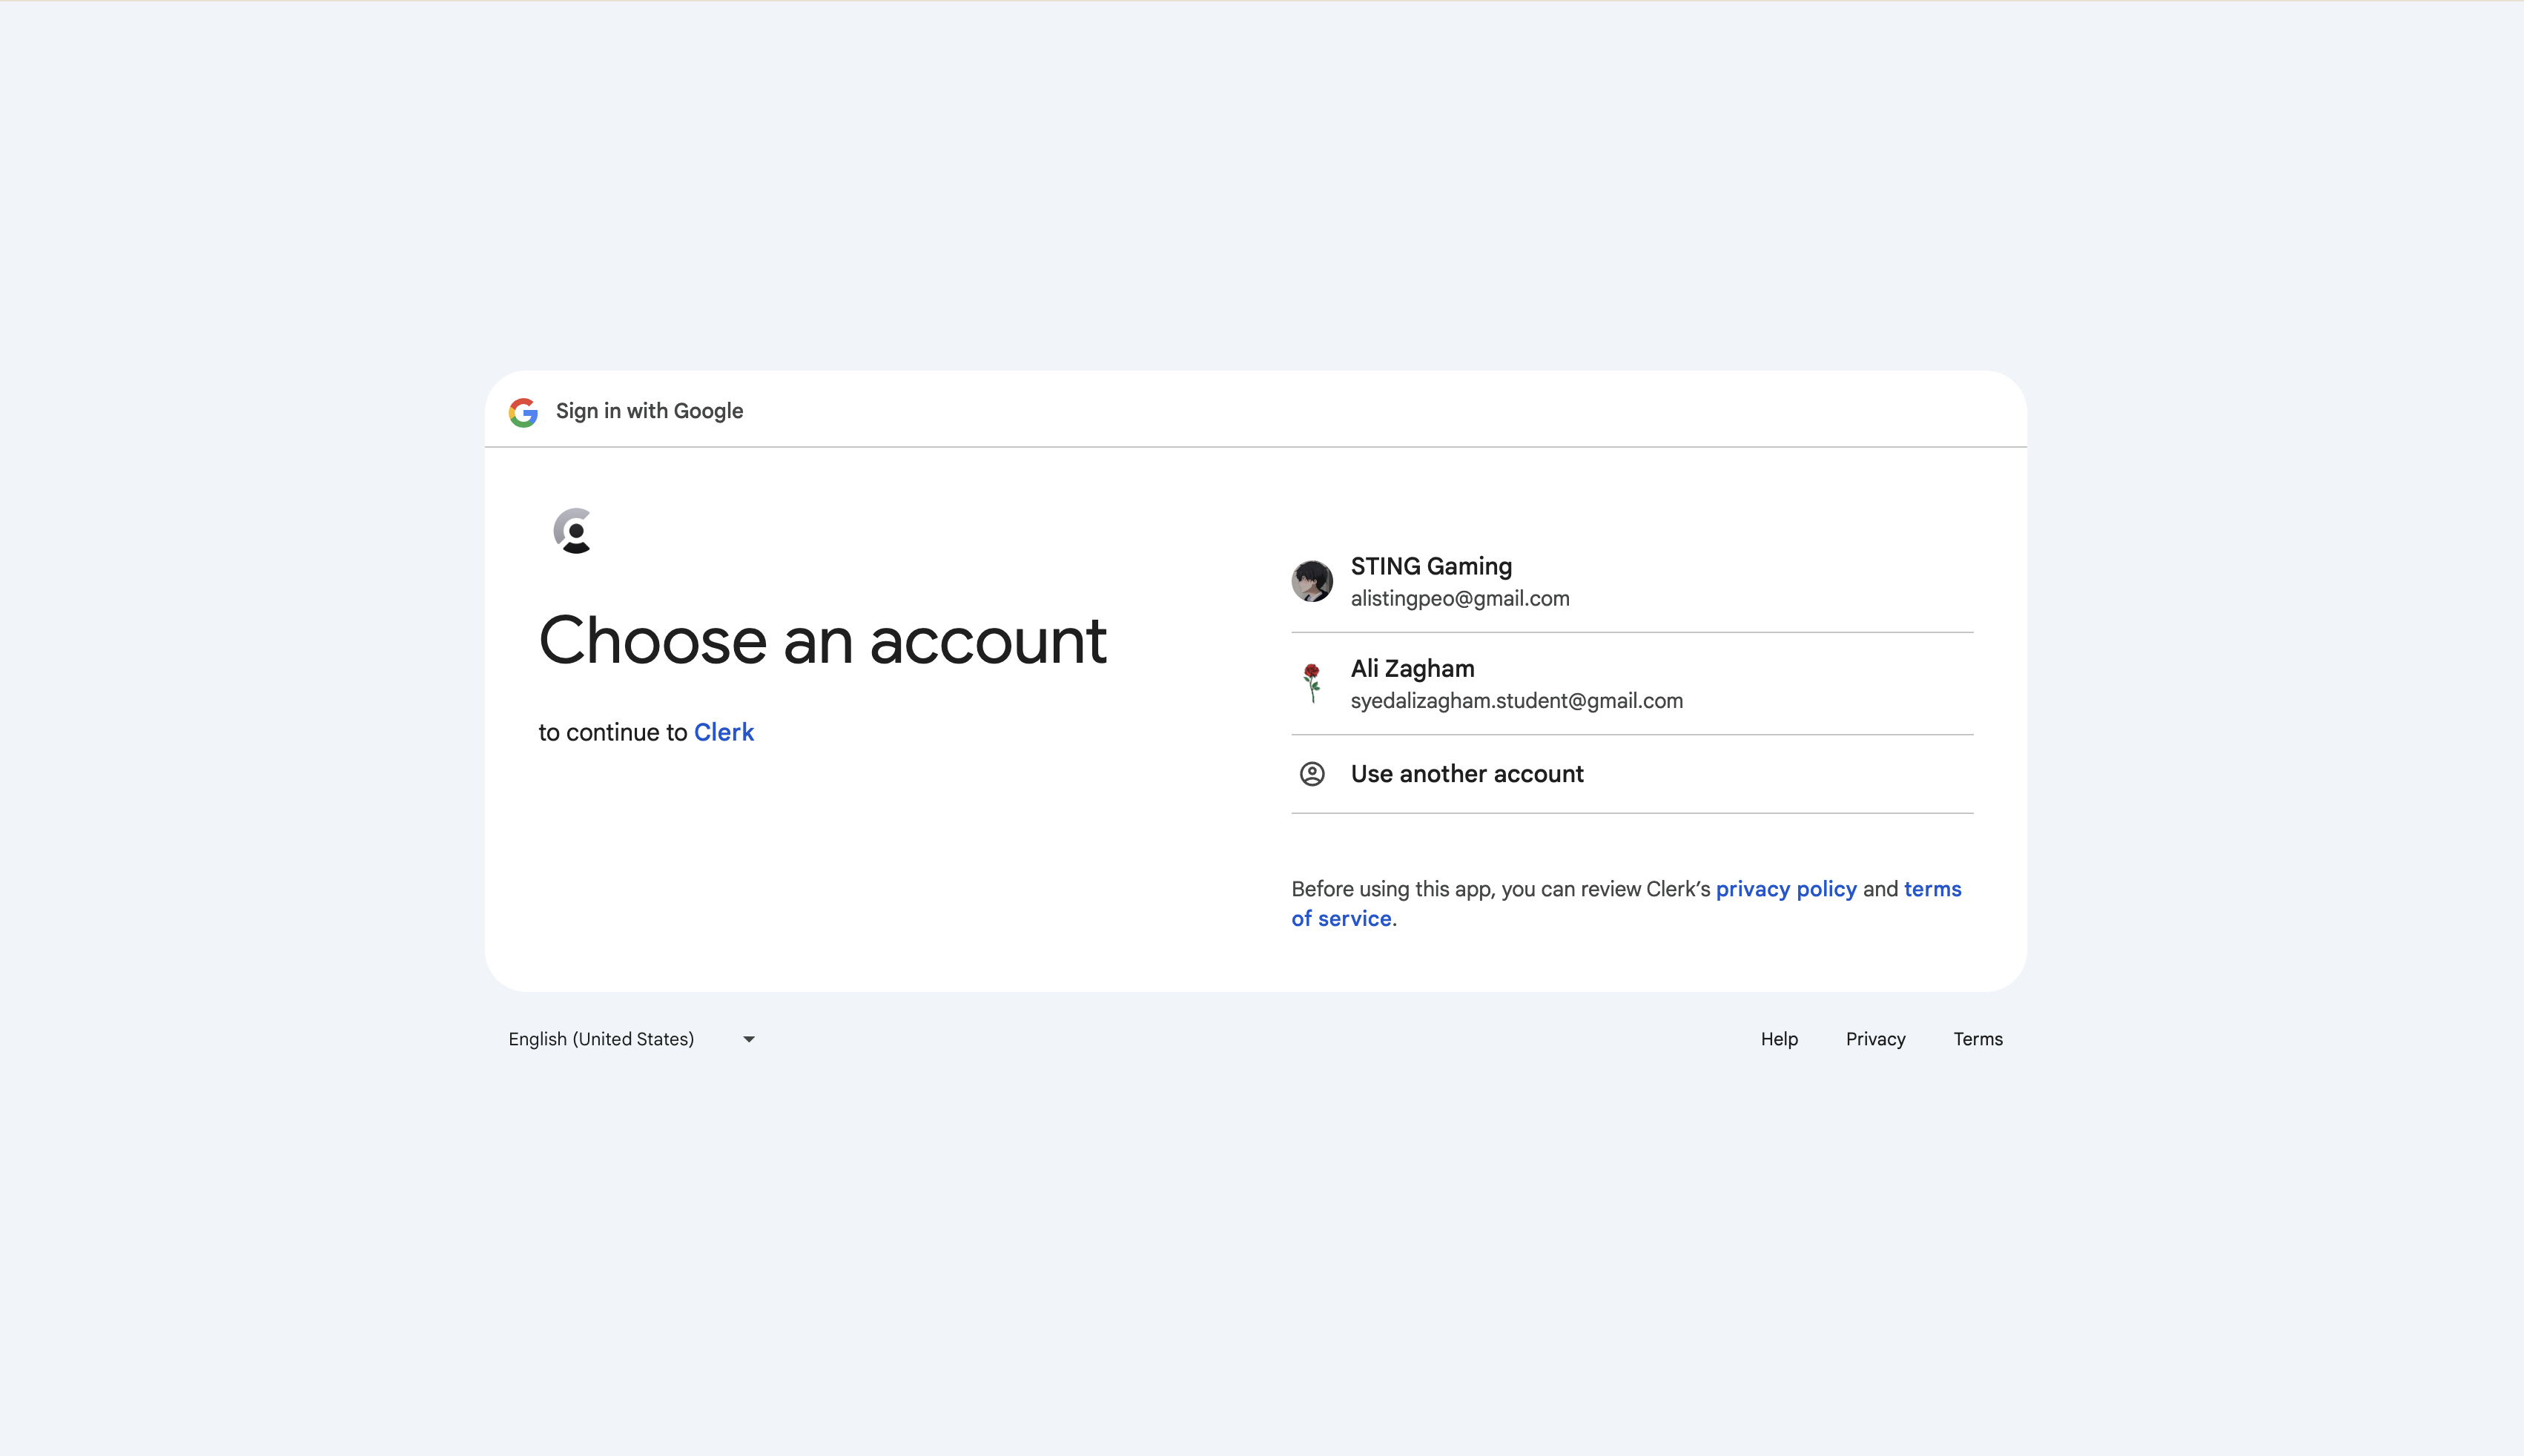 Sign in with Google
Choose an account
to continue to Clerk
STING Gaming
alistingpeo@gmail.com
Ali Zagham
syedalizagham.student@gmail.com
Use another account
Before using this app, you can review Clerk’s privacy policy and terms
of service.
English (United States)
Help Privacy Terms